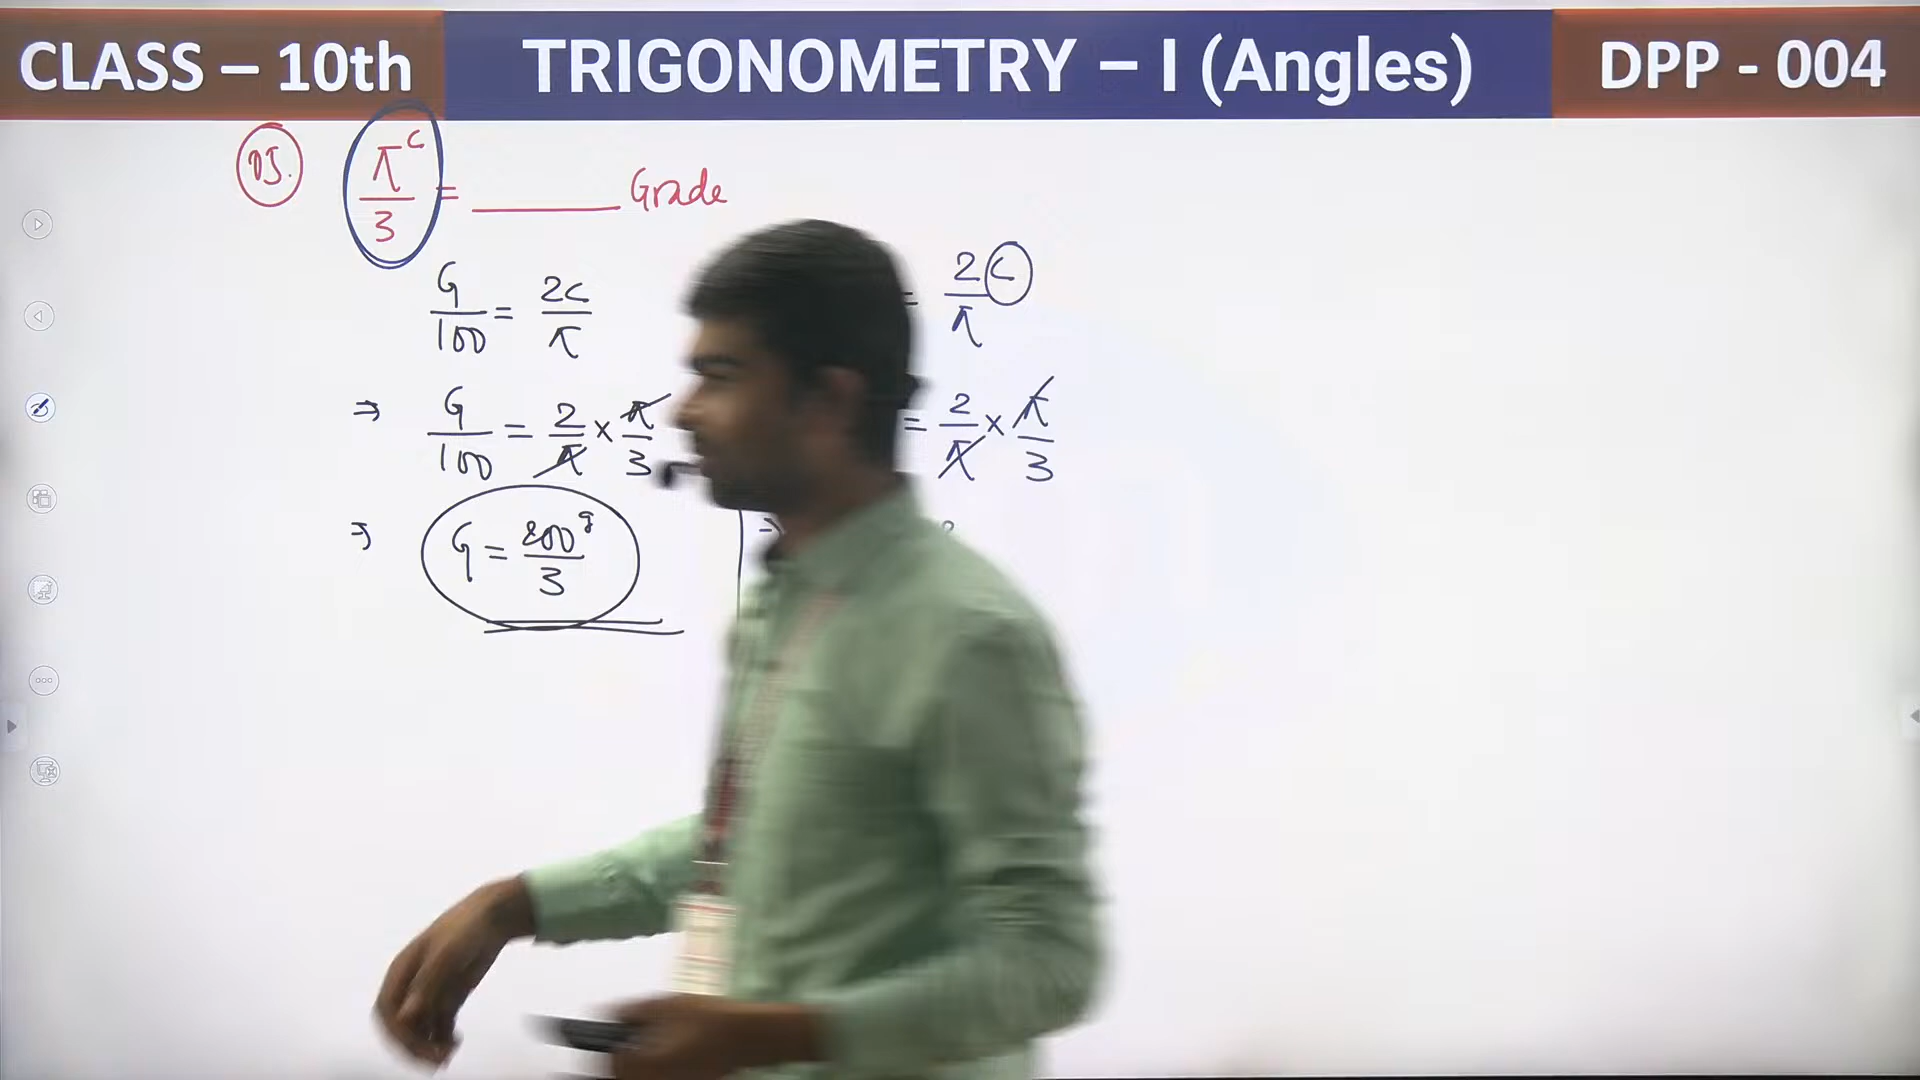 CLASS – 10th TRIGONOMETRY – I (Angles) DPP - 004
05. π^c/3 = ______ Grade
G/100 = 2C/π
⇒ G/100 = 2/π × π/3
⇒ G = 200^g/3
= 2C/π
= 2/π × π/3
⇒